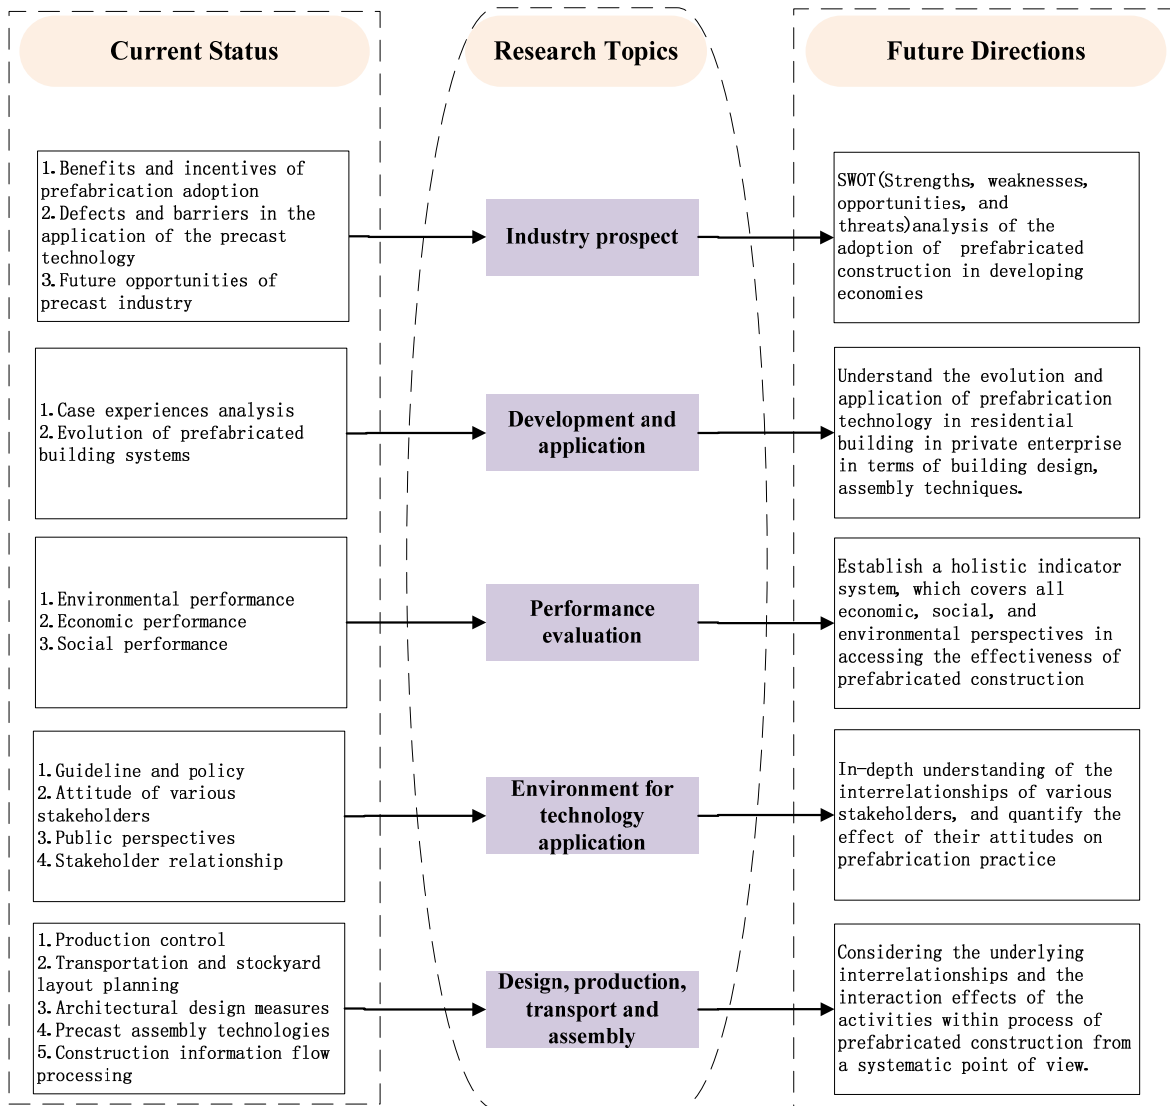 Current Status
Research Topics
Future Directions
1. Benefits and incentives of
prefabrication adoption
2. Defects and barriers in the
application of the precast
technology
3. Future opportunities of
precast industry
Industry prospect
SWOT(Strengths, weaknesses,
opportunities, and
threats)analysis of the
adoption of prefabricated
construction in developing
economies
1. Case experiences analysis
2. Evolution of prefabricated
building systems
Development and
application
Understand the evolution and
application of prefabrication
technology in residential
building in private enterprise
in terms of building design,
assembly techniques.
1. Environmental performance
2. Economic performance
3. Social performance
Performance
evaluation
Establish a holistic indicator
system, which covers all
economic, social, and
environmental perspectives in
accessing the effectiveness of
prefabricated construction
1. Guideline and policy
2. Attitude of various
stakeholders
3. Public perspectives
4. Stakeholder relationship
Environment for
technology
application
In-depth understanding of the
interrelationships of various
stakeholders, and quantify the
effect of their attitudes on
prefabrication practice
1. Production control
2. Transportation and stockyard
layout planning
3. Architectural design measures
4. Precast assembly technologies
5. Construction information flow
processing
Design, production,
transport and
assembly
Considering the underlying
interrelationships and the
interaction effects of the
activities within process of
prefabricated construction from
a systematic point of view.